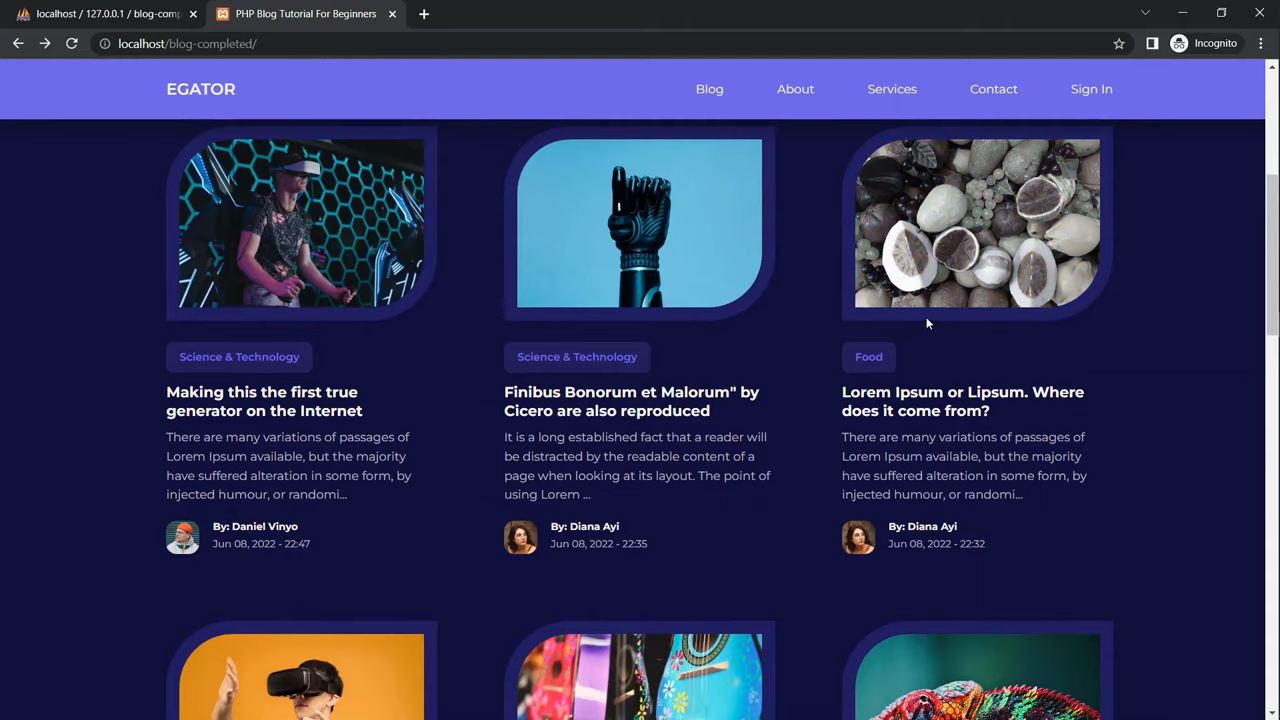 localhost / 127.0.0.1 / blog-comp
PHP Blog Tutorial For Beginners
localhost/blog-completed/
Incognito
EGATOR
Blog
About
Services
Contact
Sign In
Science & Technology
Making this the first true
generator on the Internet
There are many variations of passages of
Lorem Ipsum available, but the majority
have suffered alteration in some form, by
injected humour, or randomi...
By: Daniel Vinyo
Jun 08, 2022 - 22:47
Science & Technology
Finibus Bonorum et Malorum" by
Cicero are also reproduced
It is a long established fact that a reader will
be distracted by the readable content of a
page when looking at its layout. The point of
using Lorem ...
By: Diana Ayi
Jun 08, 2022 - 22:35
Food
Lorem Ipsum or Lipsum. Where
does it come from?
There are many variations of passages of
Lorem Ipsum available, but the majority
have suffered alteration in some form, by
injected humour, or randomi...
By: Diana Ayi
Jun 08, 2022 - 22:32